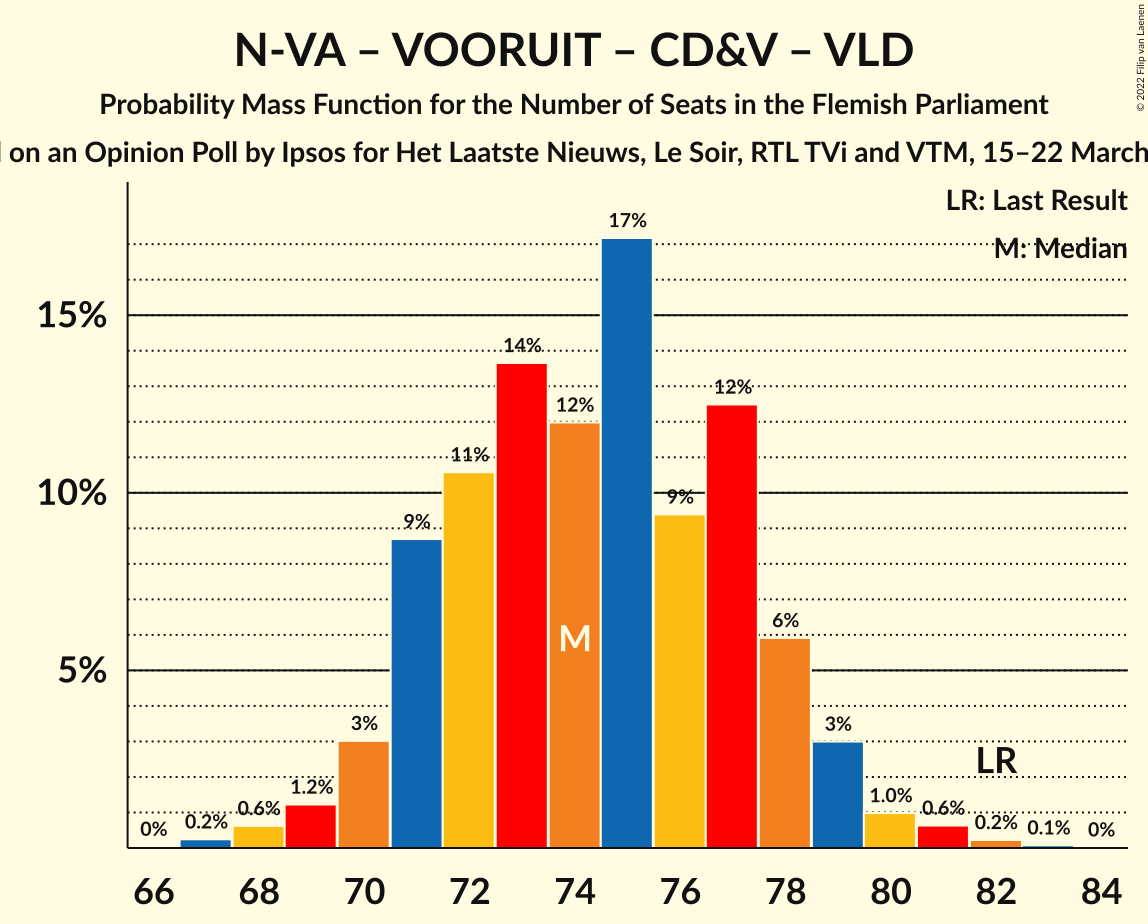 N-VA – VOORUIT – CD&V – VLD
Probability Mass Function for the Number of Seats in the Flemish Parliament
on an Opinion Poll by Ipsos for Het Laatste Nieuws, Le Soir, RTL TVi and VTM, 15–22 March
© 2022 Filip van Laenen
LR: Last Result
M: Median
17%
15%
14%
12%
12%
11%
10%
9%
9%
M
6%
5%
3%
3%
LR
1.2%
1.0%
0.6%
0.6%
0%
0.2%
0.2%
0.1%
0%
66 68 70 72 74 76 78 80 82 84